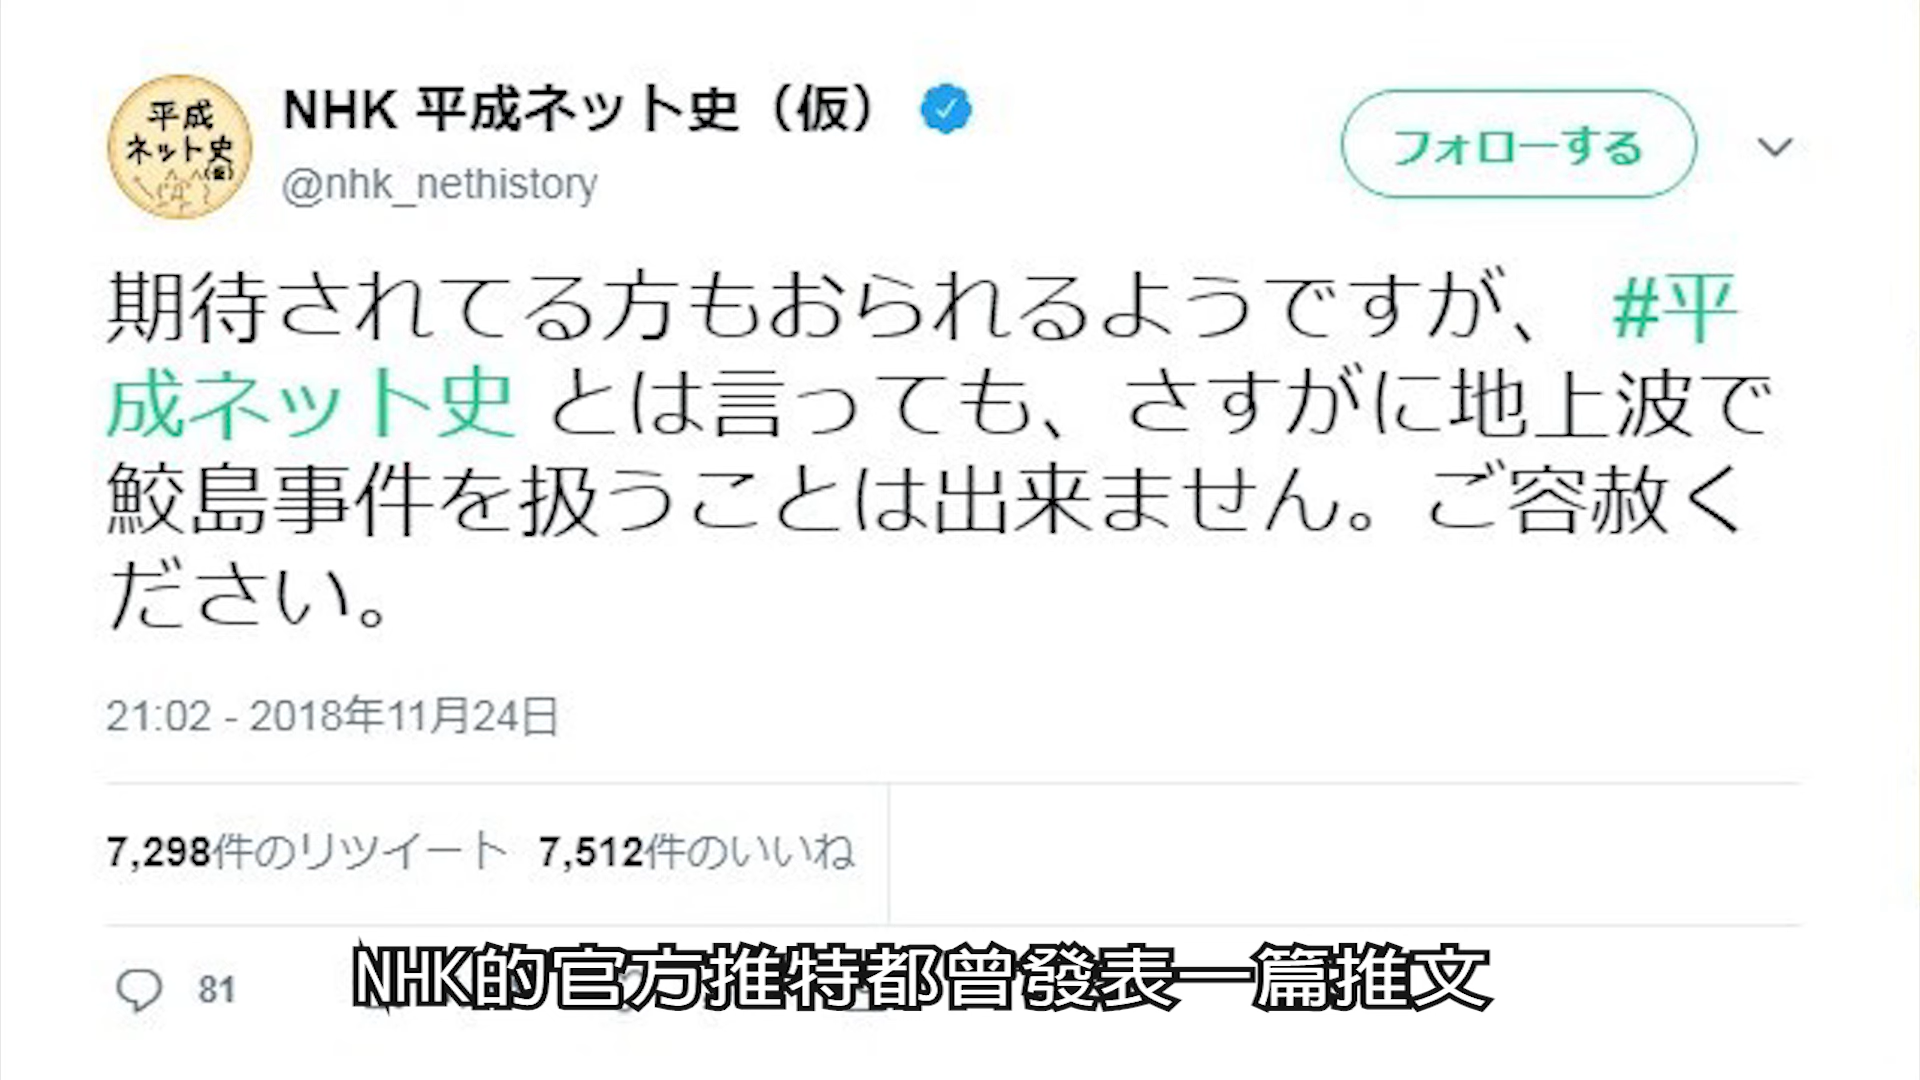 平成
ネット史
(仮)
NHK 平成ネット史（仮）
@nhk_nethistory
フォローする
期待されてる方もおられるようですが、 #平
成ネット史 とは言っても、さすがに地上波で
鮫島事件を扱うことは出来ません。ご容赦く
ださい。
21:02 - 2018年11月24日
7,298件のリツイート 7,512件のいいね
81
NHK的官方推特都曾發表一篇推文